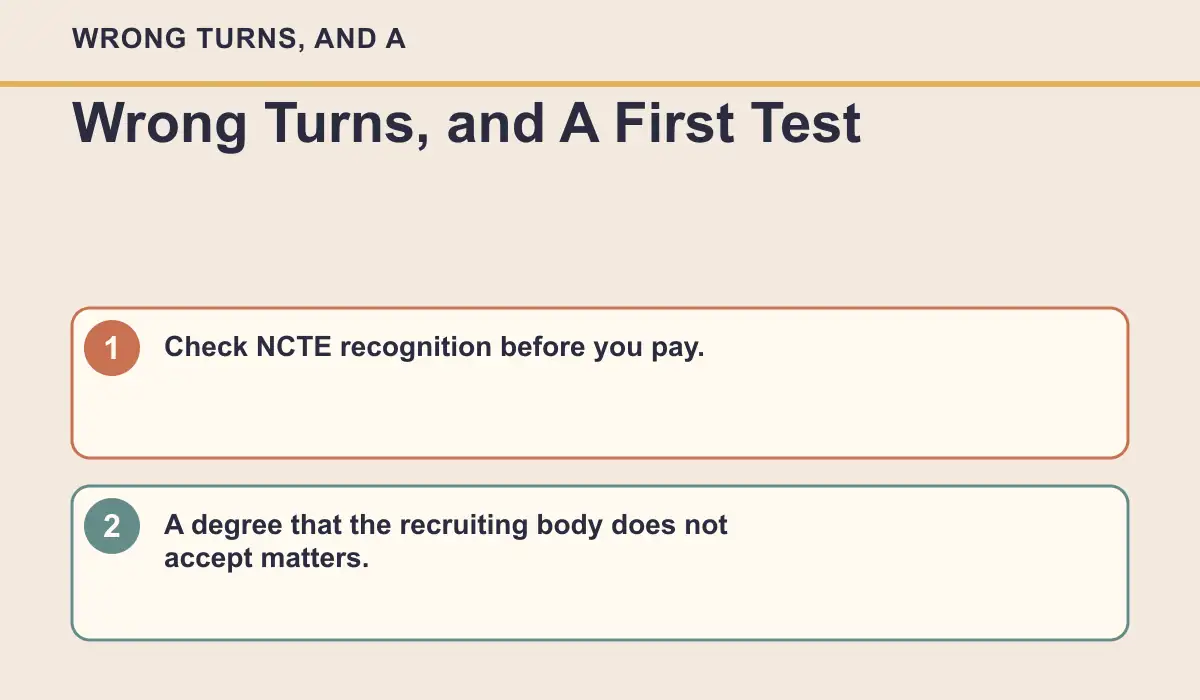 WRONG TURNS, AND A
Wrong Turns, and A First Test
1
Check NCTE recognition before you pay.
2
A degree that the recruiting body does not
accept matters.